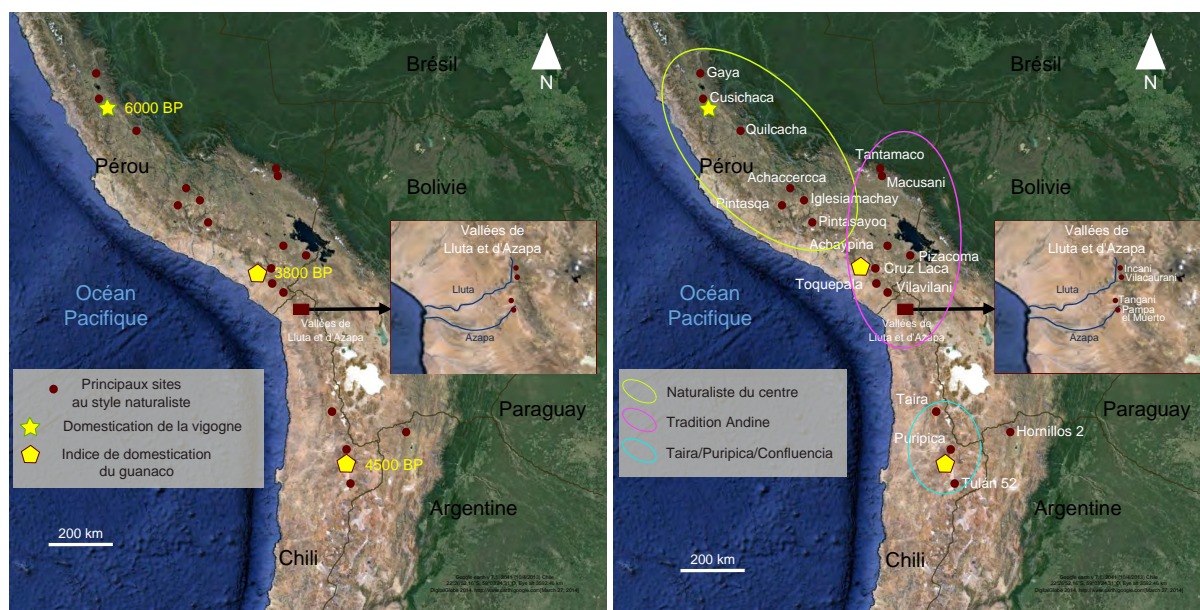 Brésil
N
6000 BP
Pérou
Bolivie
Vallées de
Lluta et d'Azapa
3800 BP
Lluta
Océan
Pacifique
Azapa
Vallées de
Lluta et d'Azapa
Principaux sites
au style naturaliste
Domestication de la vigogne
Indice de domestication
du guanaco
Paraguay
4500 BP
Argentine
200 km
Chili
Brésil
N
Gaya
Cusichaca
Quilcacha
Pérou
Tantamaco
Macusani
Bolivie
Achaccercca
Iglesiamachay
Pintasqa
Pintasayoq
Vallées de
Lluta et d'Azapa
Achaypina
Pizacoma
Cruz Laca
Incani
Vilacaurani
Toquepala
Vilavilani
Lluta
Tangani
Pampa
el Muerto
Océan
Pacifique
Azapa
Vallées de
Lluta et d'Azapa
Naturaliste du centre
Tradition Andine
Taira/Puripica/Confluencia
Taira
Paraguay
Hornillos 2
Puripica
Tulán 52
Argentine
200 km
Chili